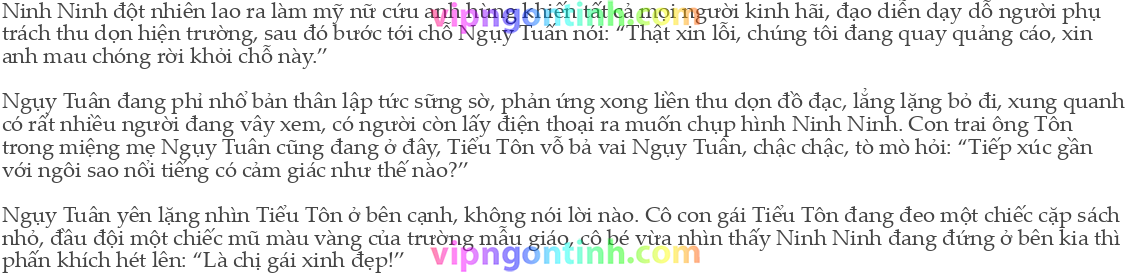 Ninh Ninh đột nhiên lao ra làm mỹ nữ cứu anh hùng khiến tất cả mọi người kinh hãi, đạo diễn dạy dỗ người phụ
trách thu dọn hiện trường, sau đó bước tới chỗ Ngụy Tuân nói: “Thật xin lỗi, chúng tôi đang quay quảng cáo, xin
anh mau chóng rời khỏi chỗ này.”
Ngụy Tuân đang phỉ nhổ bản thân lập tức sững sờ, phản ứng xong liền thu dọn đồ đạc, lẳng lặng bỏ đi, xung quanh
có rất nhiều người đang vây xem, có người còn lấy điện thoại ra muốn chụp hình Ninh Ninh. Con trai ông Tôn
trong miệng mẹ Ngụy Tuân cũng đang ở đây, Tiểu Tôn vỗ bả vai Ngụy Tuân, chậc chậc, tò mò hỏi: “Tiếp xúc gần
với ngôi sao nổi tiếng có cảm giác như thế nào?”
Ngụy Tuân yên lặng nhìn Tiểu Tôn ở bên cạnh, không nói lời nào. Cô con gái Tiểu Tôn đang đeo một chiếc cặp sách
nhỏ, đầu đội một chiếc mũ màu vàng của trường mẫu giáo, cô bé vừa nhìn thấy Ninh Ninh đang đứng ở bên kia thì
phấn khích hét lên: “Là chị gái xinh đẹp!”
vipngontinh.com
vipngontinh.com